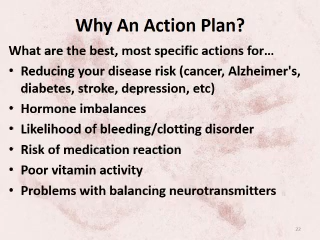 Why An Action Plan?
What are the best, most specific actions for…
• Reducing your disease risk (cancer, Alzheimer's,
diabetes, stroke, depression, etc)
• Hormone imbalances
• Likelihood of bleeding/clotting disorder
• Risk of medication reaction
• Poor vitamin activity
• Problems with balancing neurotransmitters
22